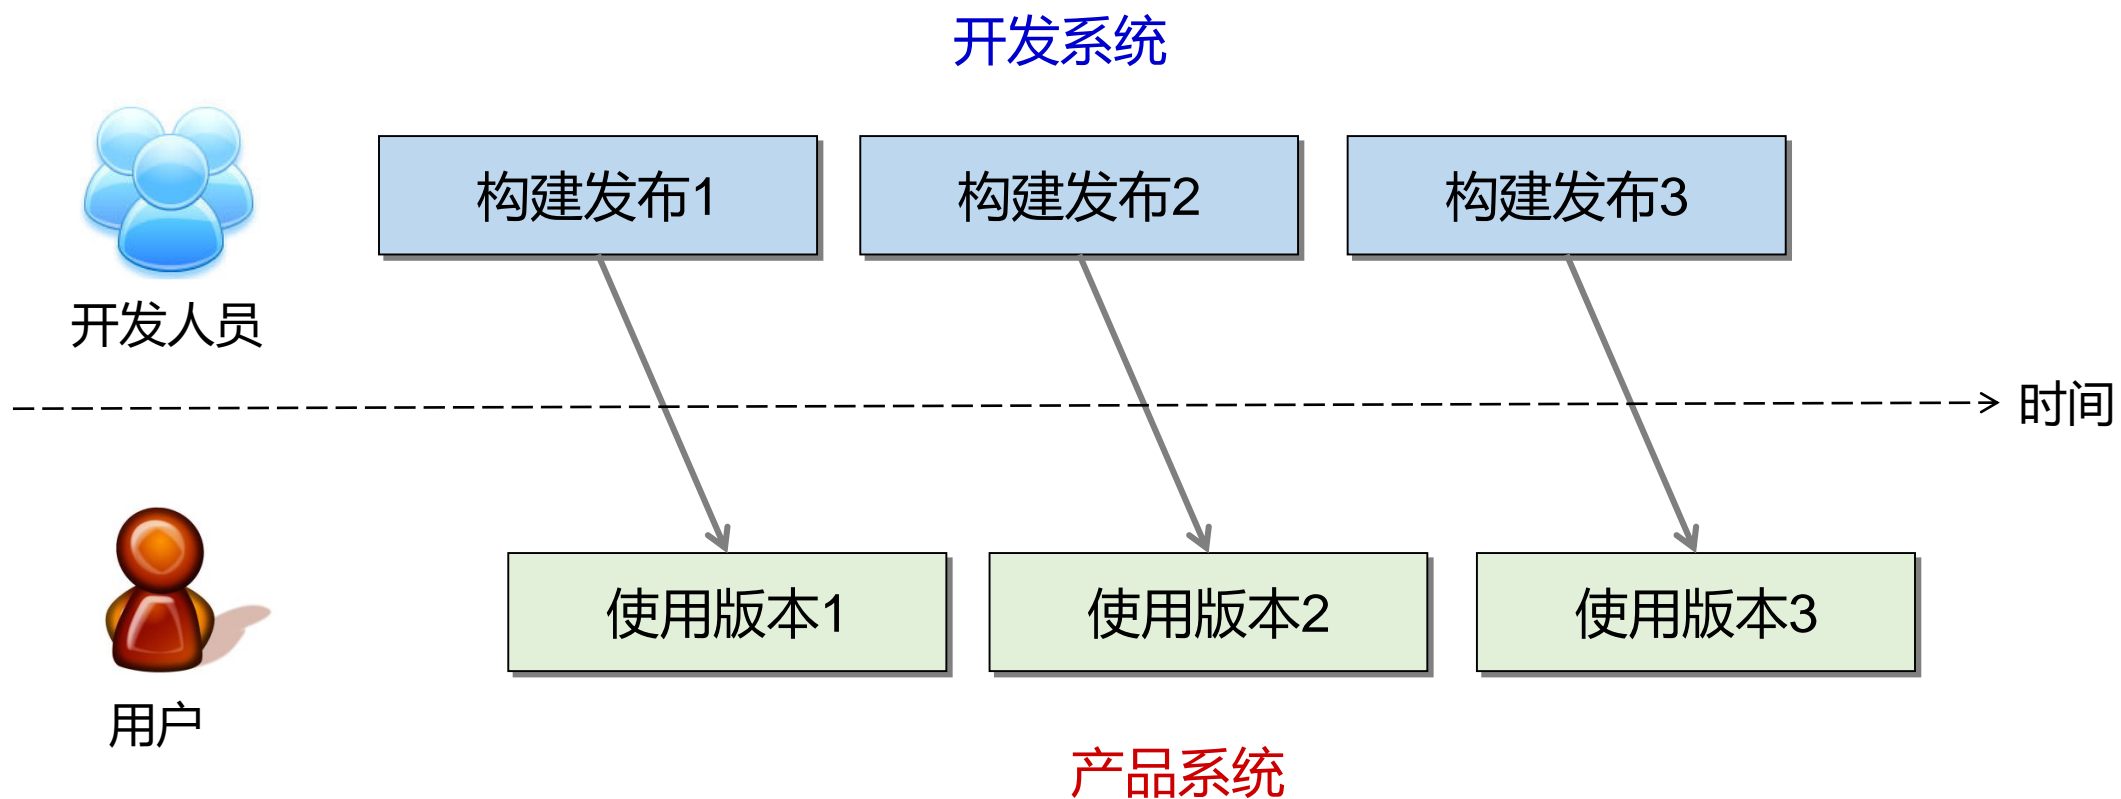 开发系统
构建发布1
构建发布2
构建发布3
开发人员
时间
使用版本1
使用版本2
使用版本3
用户
产品系统